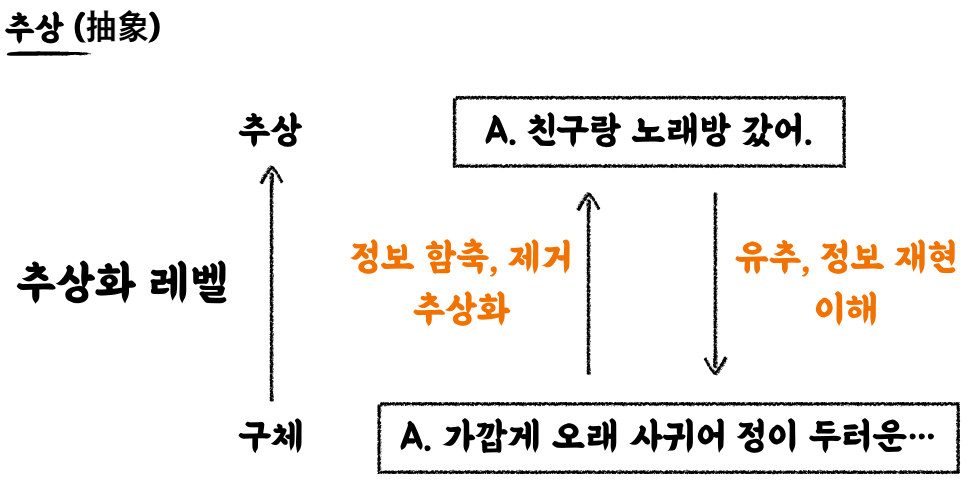 추상 (抽象)
추상
A. 친구랑 노래방 갔어.
추상화 레벨
정보 함축, 제거
추상화
유추, 정보 재현
이해
구체
A. 가깝게 오래 사귀어 정이 두터운…